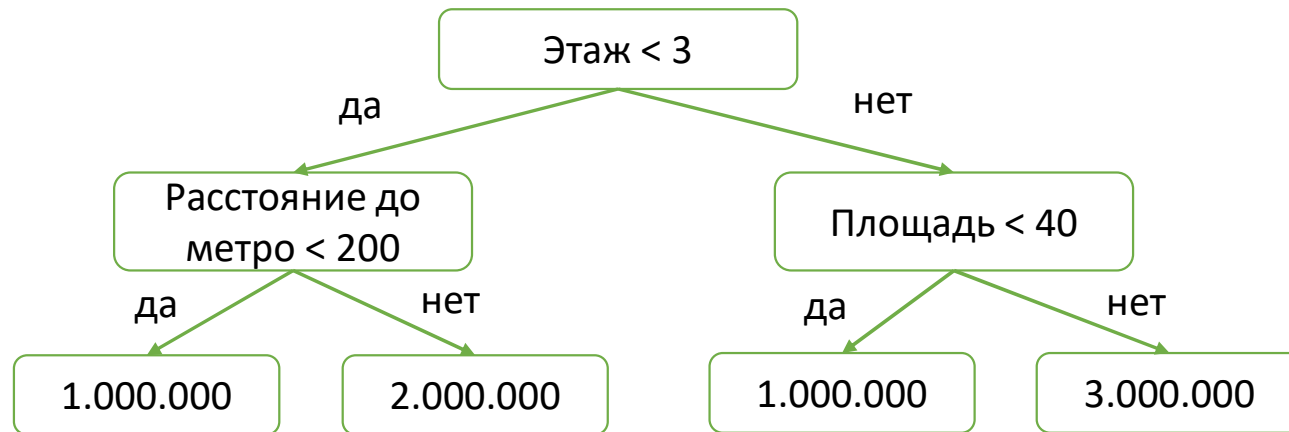 Этаж < 3
да
нет
Расстояние до
метро < 200
Площадь < 40
да
нет
да
нет
1.000.000
2.000.000
1.000.000
3.000.000